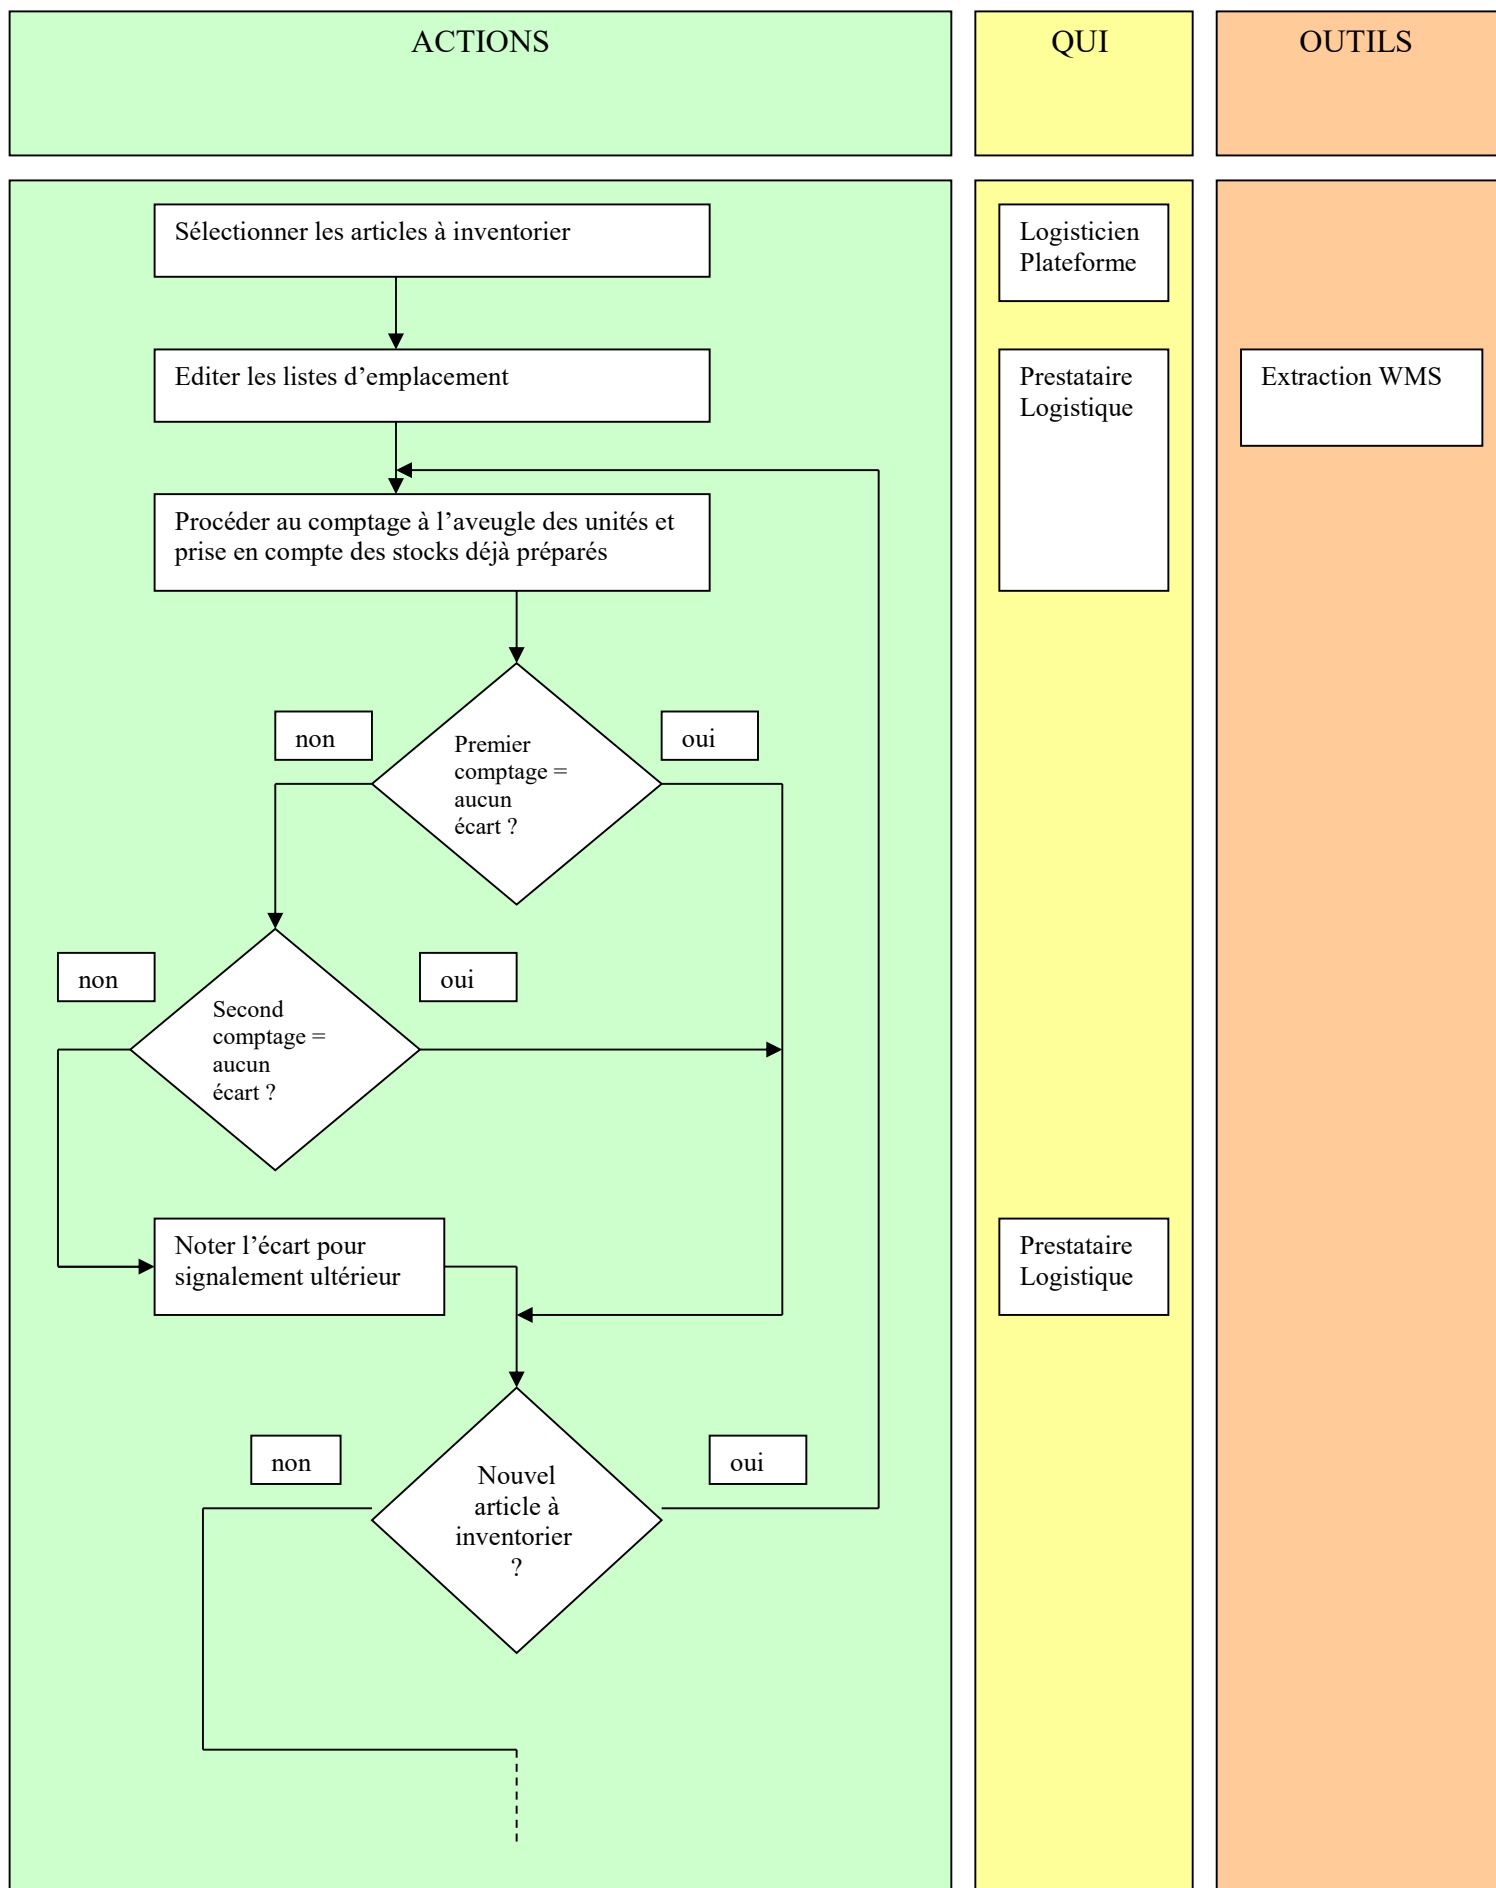 ACTIONS
QUI
OUTILS
Sélectionner les articles à inventorier
Logisticien
Plateforme
Editer les listes d’emplacement
Prestataire
Logistique
Extraction WMS
Procéder au comptage à l’aveugle des unités et
prise en compte des stocks déjà préparés
non
oui
Premier
comptage =
aucun
écart ?
non
oui
Second
comptage =
aucun
écart ?
Noter l’écart pour
signalement ultérieur
Prestataire
Logistique
non
oui
Nouvel
article à
inventorier
?